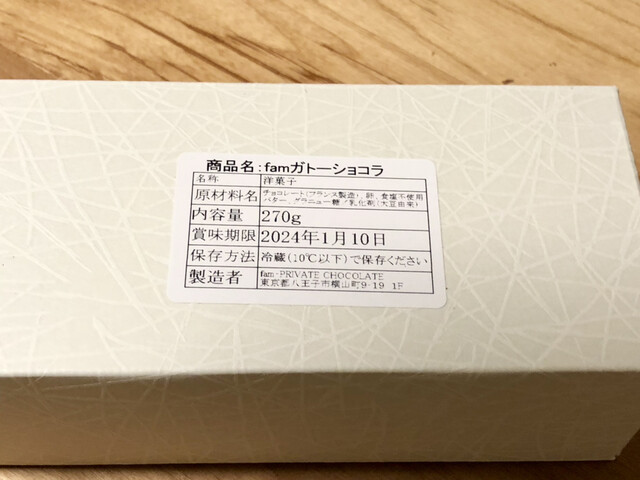 商品名:famガトーショコラ
名称 洋菓子
原材料名 チョコレート(フランス製造)、卵、食塩不使用
バター、グラニュー糖/乳化剤(大豆由来)
内容量 270g
賞味期限 2024年1月10日
保存方法 冷蔵(10℃以下)で保存ください
製造者 fam-PRIVATE CHOCOLATE
東京都八王子市横山町9-19 1F